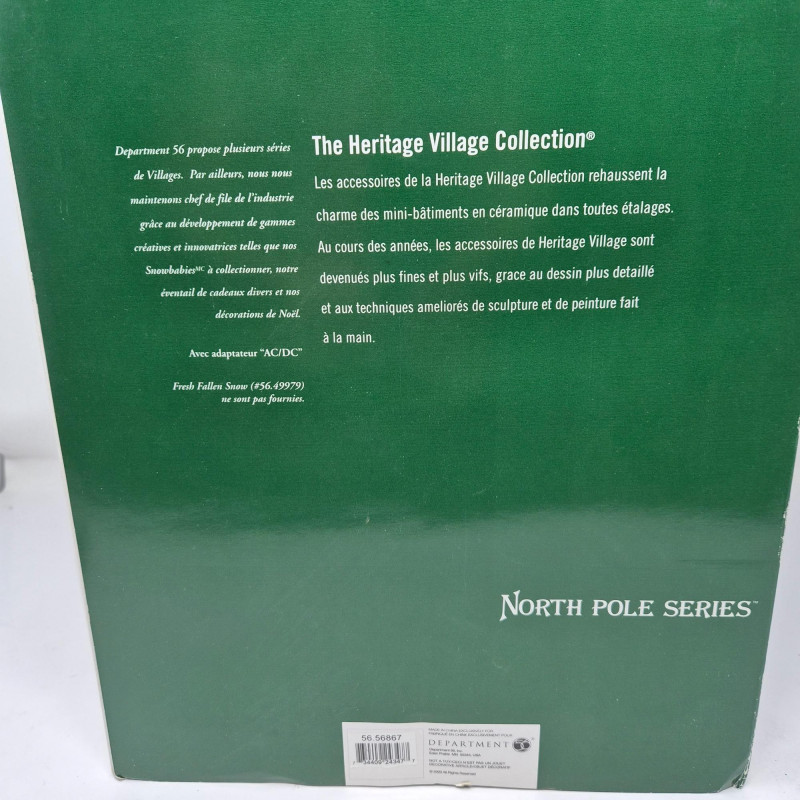 Department 56 propose plusieurs séries
de Villages. Par ailleurs, nous nous
maintenons chef de file de l'industrie
grâce au développement de gammes
créatives et innovatrices telles que nos
Snowbabiesᴹᶜ à collectionner, notre
éventail de cadeaux divers et nos
décorations de Noël.
Avec adaptateur "AC/DC"
Fresh Fallen Snow (#56.49979)
ne sont pas fournies.
The Heritage Village Collection®
Les accessoires de la Heritage Village Collection rehaussent la
charme des mini-bâtiments en céramique dans toutes étalages.
Au cours des années, les accessoires de Heritage Village sont
devenués plus fines et plus vifs, grace au dessin plus detaillé
et aux techniques ameliorés de sculpture et de peinture fait
à la main.
NORTH POLE SERIES™
56.56867
DEPARTMENT 56